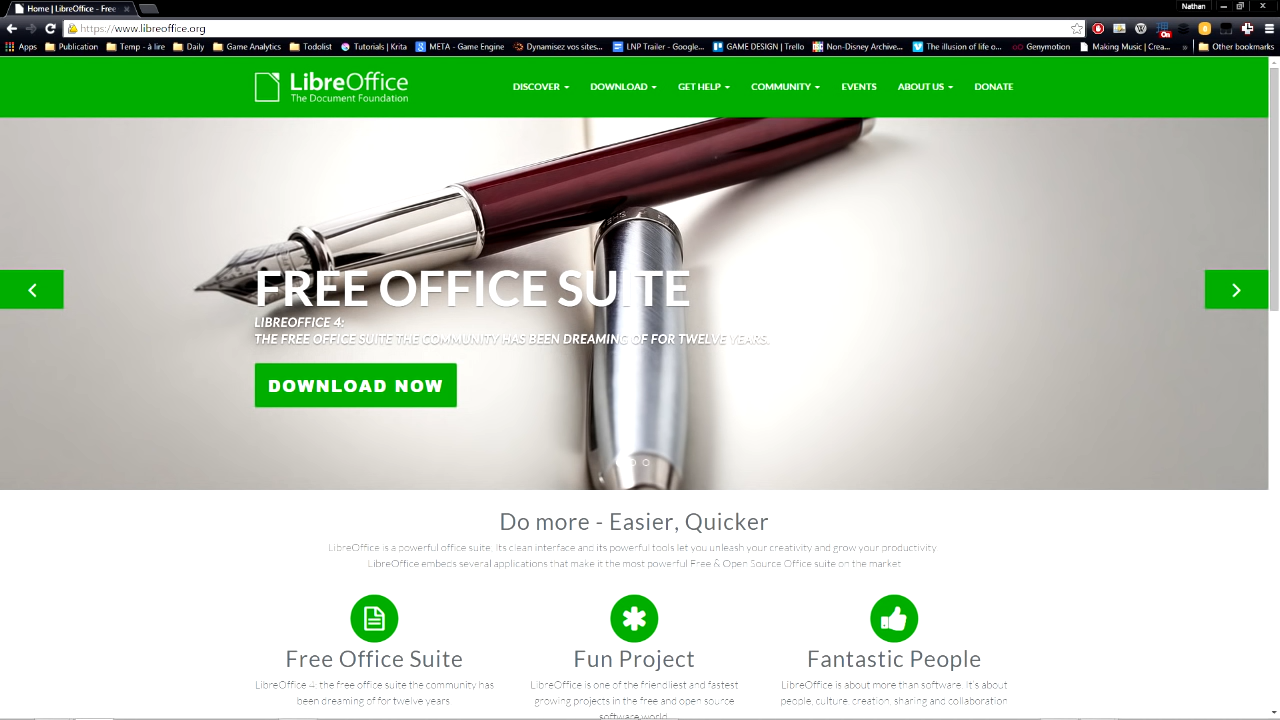 Home | LibreOffice - Free
Nathan
https://www.libreoffice.org
On
Apps Publication Temp - à lire Daily Game Analytics Todolist Tutorials | Krita META - Game Engine Dynamisez vos sites... LNP Trailer - Google... GAME DESIGN | Trello Non-Disney Archive... The illusion of life o... Genymotion Making Music | Crea... » Other bookmarks
LibreOffice
The Document Foundation
DISCOVER DOWNLOAD GET HELP COMMUNITY EVENTS ABOUT US DONATE
FREE OFFICE SUITE
LIBREOFFICE 4:
THE FREE OFFICE SUITE THE COMMUNITY HAS BEEN DREAMING OF FOR TWELVE YEARS.
DOWNLOAD NOW
Do more - Easier, Quicker
LibreOffice is a powerful office suite. Its clean interface and its powerful tools let you unleash your creativity and grow your productivity.
LibreOffice embeds several applications that make it the most powerful Free & Open Source Office suite on the market.
Free Office Suite
LibreOffice 4: the free office suite the community has
been dreaming of for twelve years
Fun Project
LibreOffice is one of the friendliest and fastest
growing projects in the free and open source
software world.
Fantastic People
LibreOffice is about more than software. It's about
people, culture, creation, sharing and collaboration.